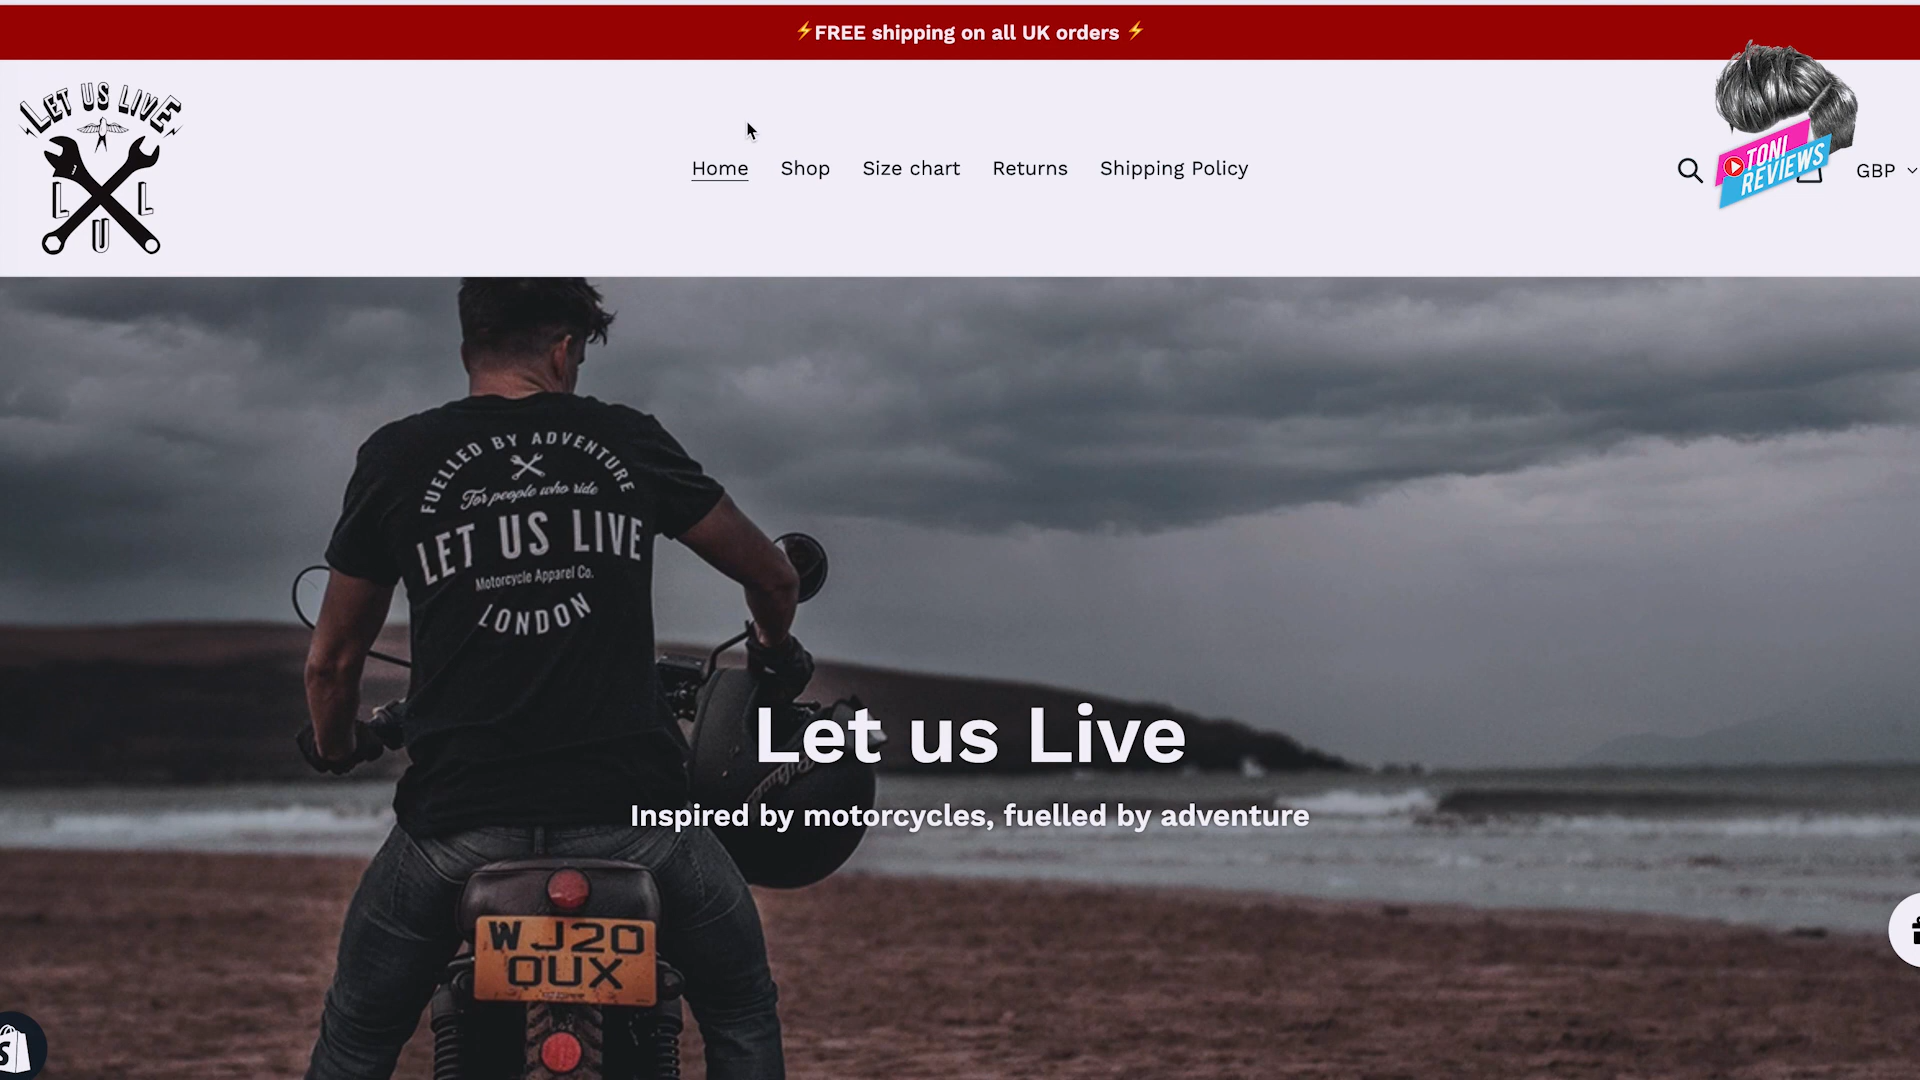 ⚡FREE shipping on all UK orders ⚡
LET US LIVE
L L
U
Home Shop Size chart Returns Shipping Policy
TONI
REVIEWS
GBP
FUELLED BY ADVENTURE
For people who ride
LET US LIVE
Motorcycle Apparel Co.
LONDON
Let us Live
Inspired by motorcycles, fuelled by adventure
WJ20
OUX
S